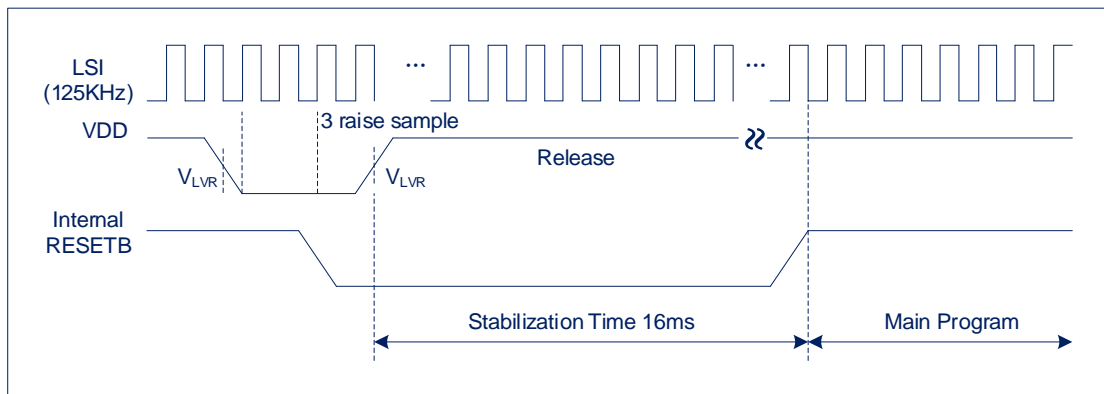 LSI
(125KHz)
...
...
3 raise sample
VDD
VLVR
VLVR
Release
Internal
RESETB
Stabilization Time 16ms
Main Program